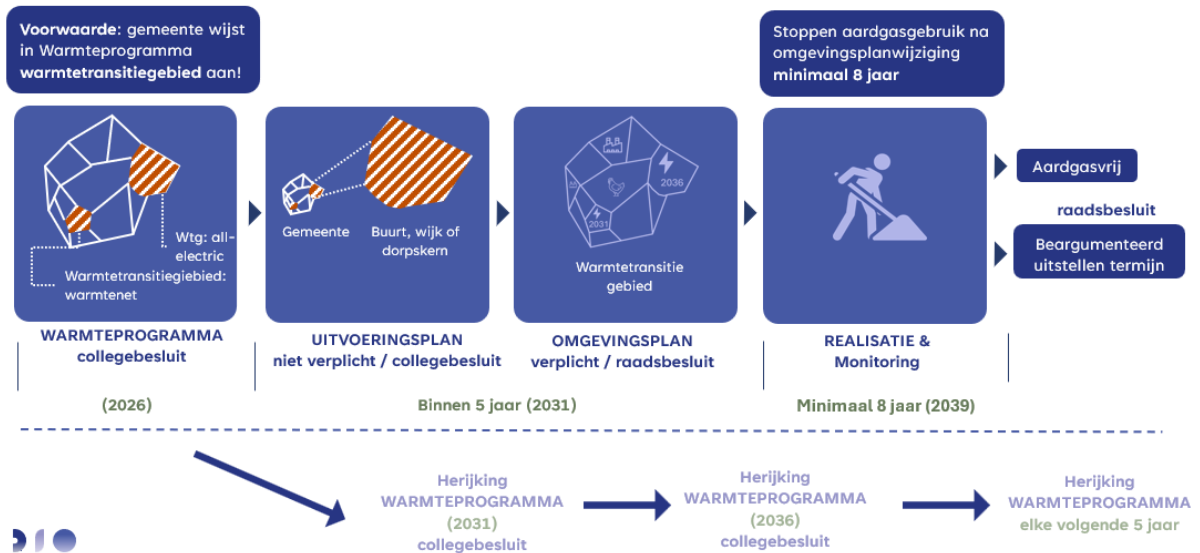 Voorwaarde: gemeente wijst
in Warmteprogramma
warmtetransitiegebied aan!
Stoppen aardgasgebruik na
omgevingsplanwijziging
minimaal 8 jaar
Wtg: all-
electric
Warmtetransitiegiebied:
warmtenet
Gemeente
Buurt, wijk of
dorpskern
2036
2031
Warmtetransitie
gebied
Aardgasvrij
raadsbesluit
Beargumenteerd
uitstellen termijn
WARMTEPROGRAMMA
collegebesluit
UITVOERINGSPLAN
niet verplicht / collegebesluit
OMGEVINGSPLAN
verplicht / raadsbesluit
REALISATIE &
Monitoring
(2026)
Binnen 5 jaar (2031)
Minimaal 8 jaar (2039)
Herijking
WARMTEPROGRAMMA
(2031)
collegebesluit
Herijking
WARMTEPROGRAMMA
(2036)
collegebesluit
Herijking
WARMTEPROGRAMMA
elke volgende 5 jaar